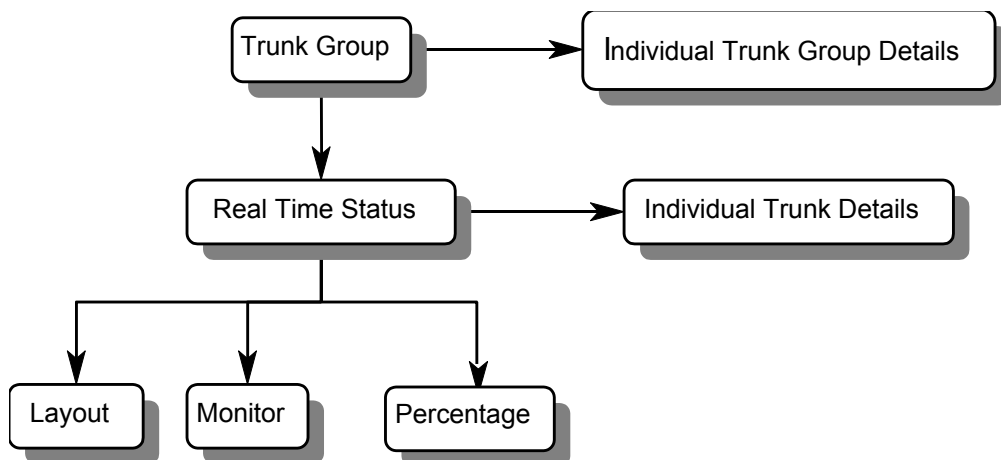 Trunk Group
Individual Trunk Group Details
Real Time Status
Individual Trunk Details
Layout
Monitor
Percentage